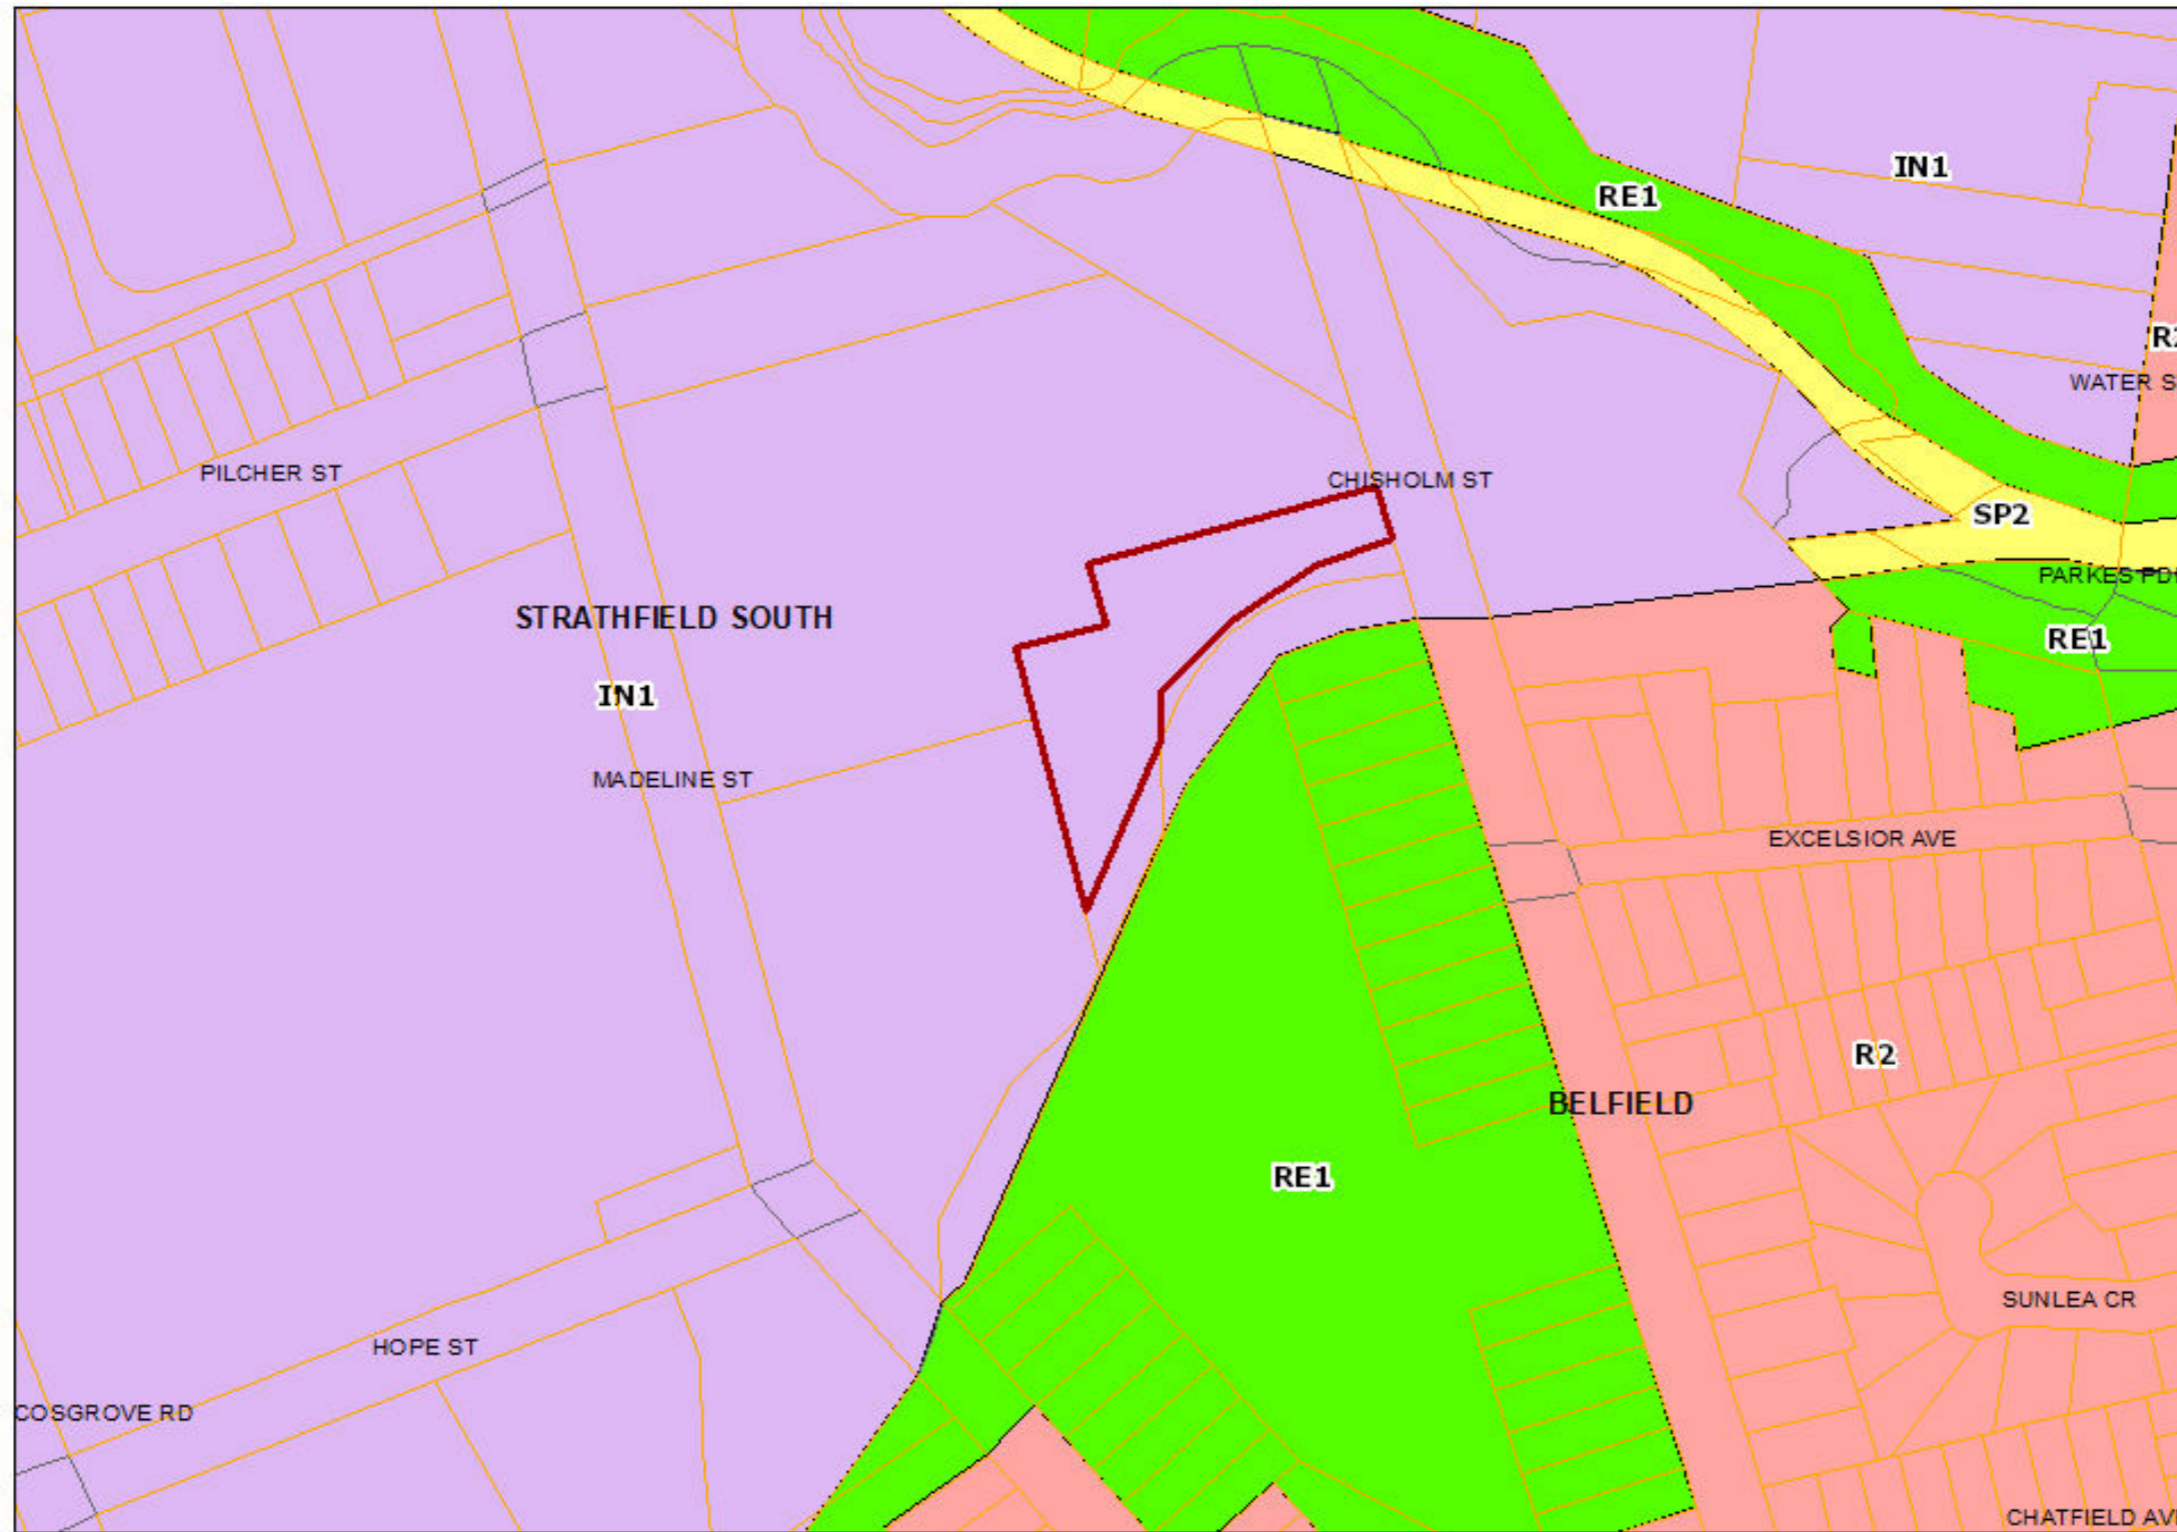 IN1
RE1
R2
WATER S
CHISHOLM ST
PILCHER ST
SP2
PARKES PD
STRATHFIELD SOUTH
RE1
IN1
MADELINE ST
EXCELSIOR AVE
R2
BELFIELD
RE1
SUNLEA CR
HOPE ST
COSGROVE RD
CHATFIELD AV